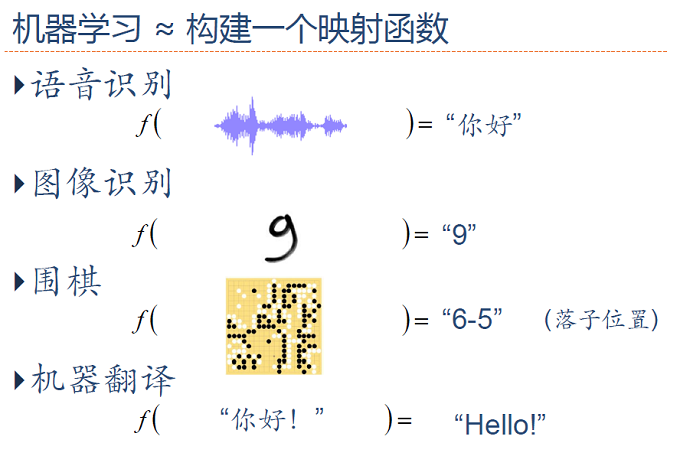 机器学习 ≈ 构建一个映射函数
语音识别
f( )= “你好”
图像识别
f( 9 )= “9”
围棋
f( )= “6-5” (落子位置)
机器翻译
f( “你好！” )= “Hello!”